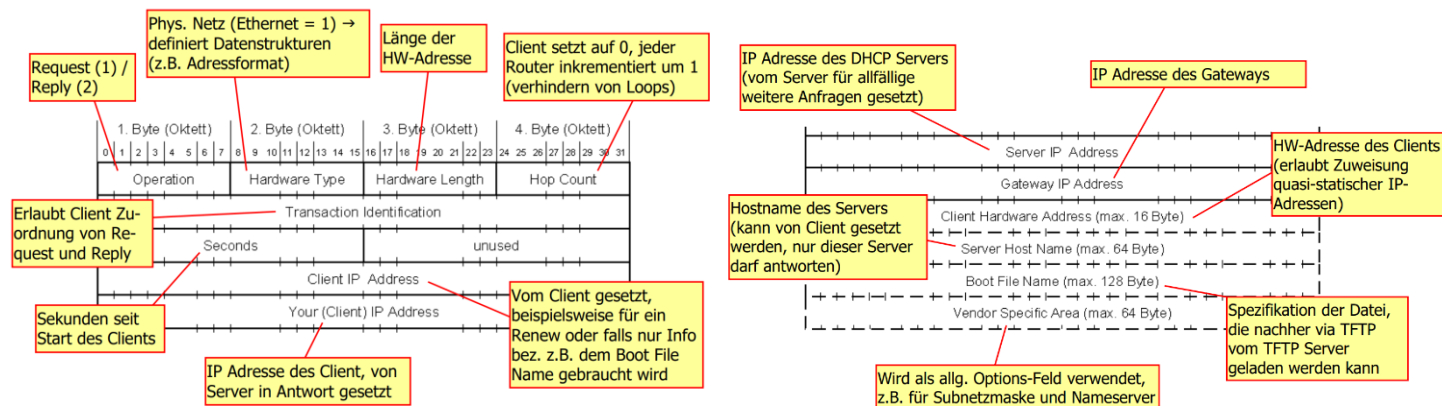 Request (1) /
Reply (2)
Phys. Netz (Ethernet = 1) →
definiert Datenstrukturen
(z.B. Adressformat)
Länge der
HW-Adresse
Client setzt auf 0, jeder
Router inkrementiert um 1
(verhindern von Loops)
1. Byte (Oktett) 2. Byte (Oktett) 3. Byte (Oktett) 4. Byte (Oktett)
0 1 2 3 4 5 6 7 8 9 10 11 12 13 14 15 16 17 18 19 20 21 22 23 24 25 26 27 28 29 30 31
Operation Hardware Type Hardware Length Hop Count
Transaction Identification
Erlaubt Client Zu-
ordnung von Re-
quest und Reply
Seconds unused
Client IP Address
Your (Client) IP Address
Sekunden seit
Start des Clients
IP Adresse des Client, von
Server in Antwort gesetzt
Vom Client gesetzt,
beispielsweise für ein
Renew oder falls nur Info
bez. z.B. dem Boot File
Name gebraucht wird
IP Adresse des DHCP Servers
(vom Server für allfällige
weitere Anfragen gesetzt)
IP Adresse des Gateways
Server IP Address
Gateway IP Address
HW-Adresse des Clients
(erlaubt Zuweisung
quasi-statischer IP-
Adressen)
Client Hardware Address (max. 16 Byte)
Hostname des Servers
(kann von Client gesetzt
werden, nur dieser Server
darf antworten)
Server Host Name (max. 64 Byte)
Boot File Name (max. 128 Byte)
Vendor Specific Area (max. 64 Byte)
Spezifikation der Datei,
die nachher via TFTP
vom TFTP Server
geladen werden kann
Wird als allg. Options-Feld verwendet,
z.B. für Subnetzmaske und Nameserver